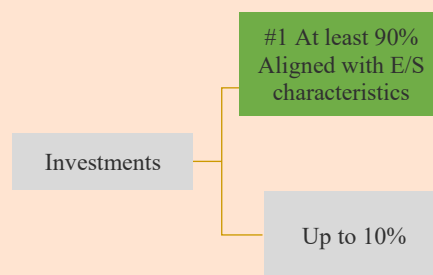 #1 At least 90%
Aligned with E/S
characteristics
Investments
Up to 10%